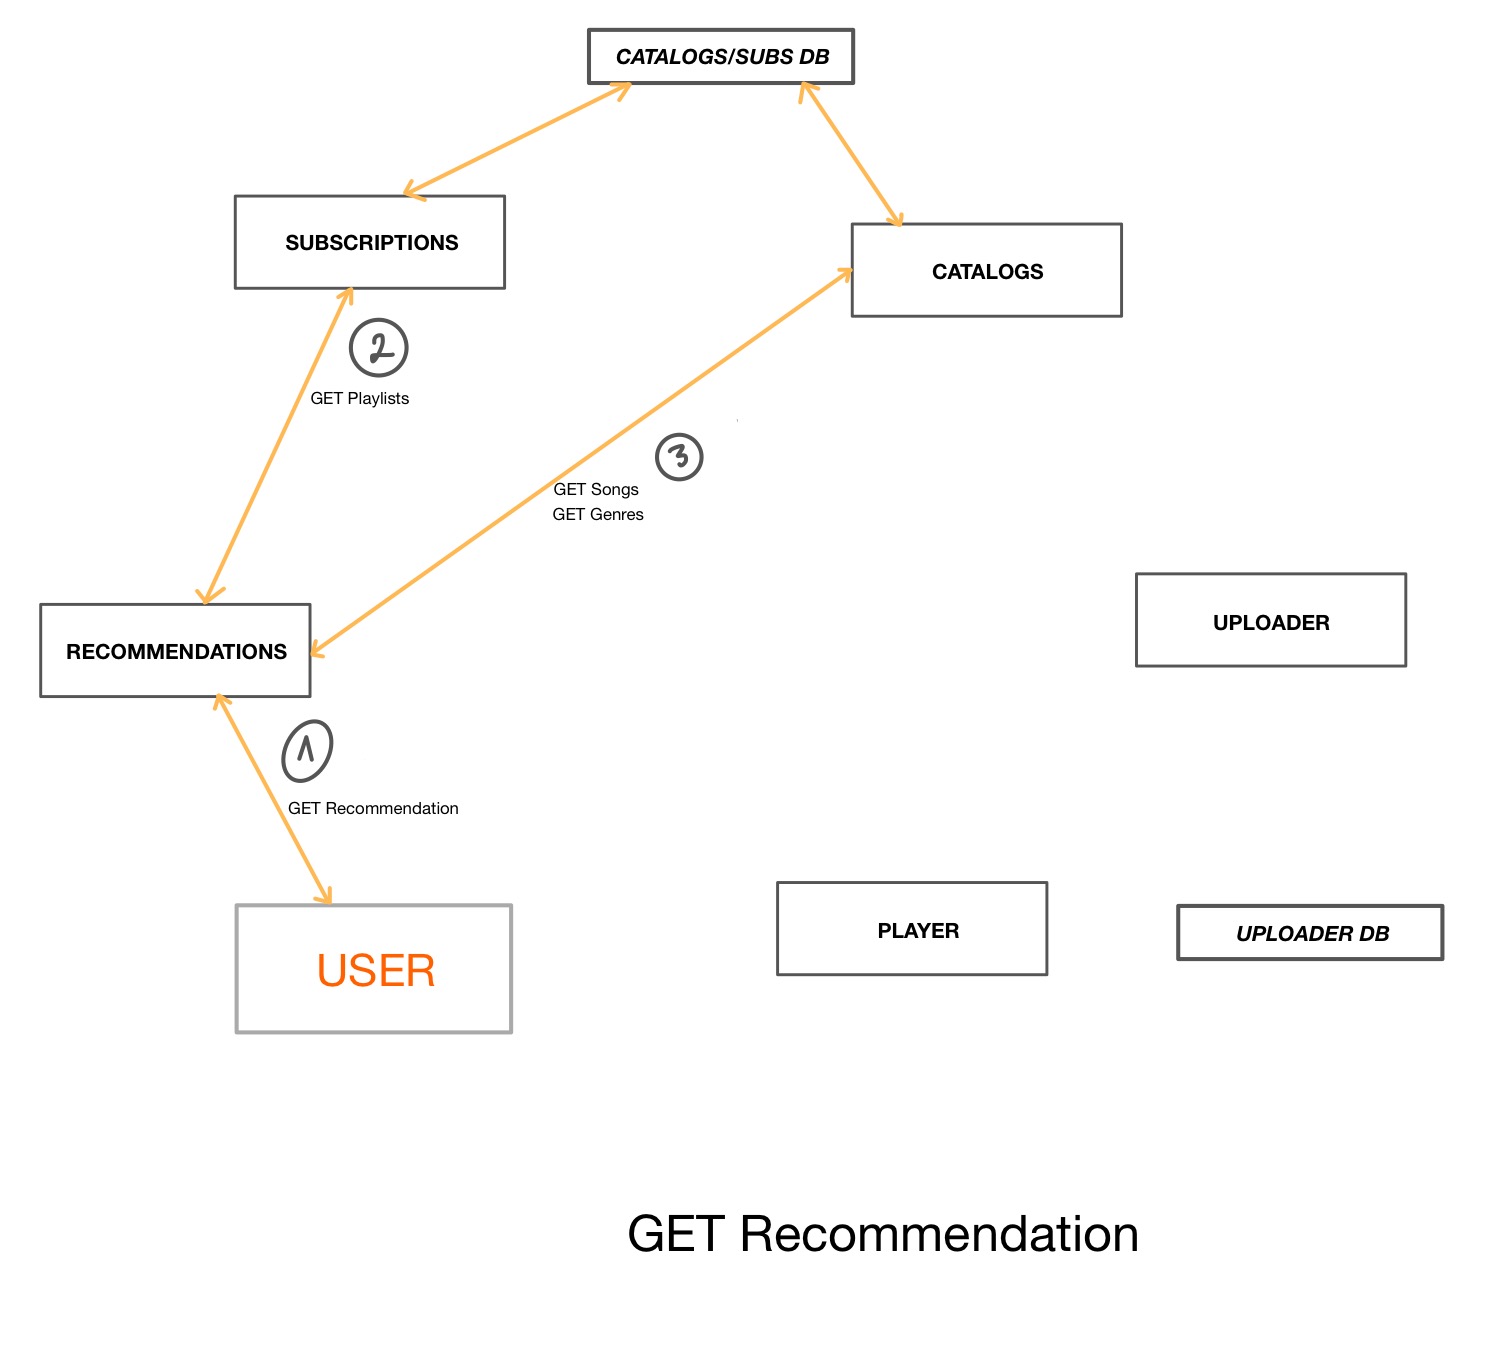 CATALOGS/SUBS DB
SUBSCRIPTIONS
CATALOGS
2
GET Playlists
3
GET Songs
GET Genres
UPLOADER
RECOMMENDATIONS
1
GET Recommendation
PLAYER
UPLOADER DB
USER
GET Recommendation